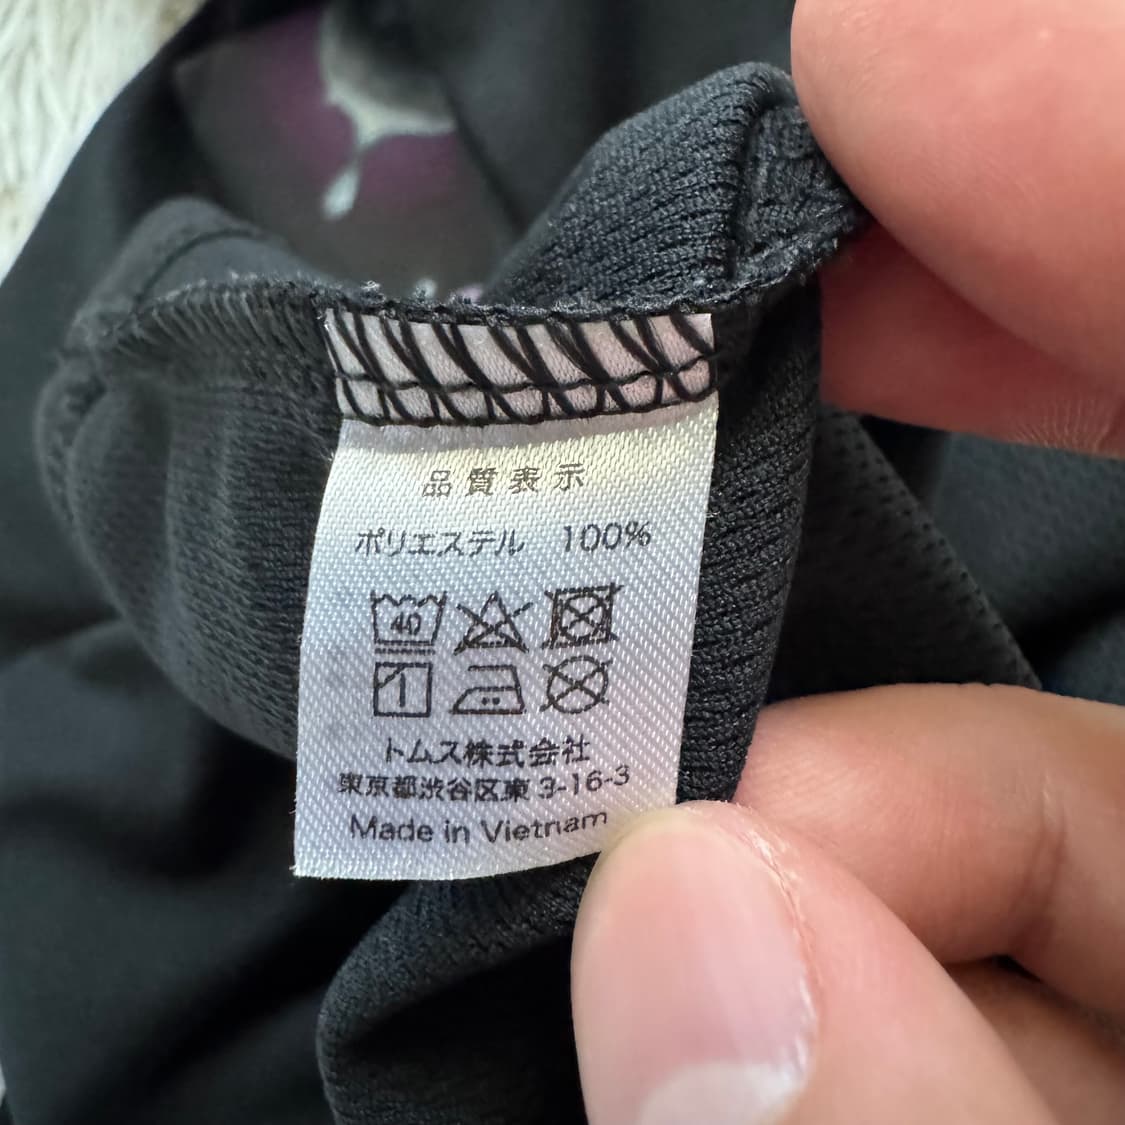 品質表示
ポリエステル 100%
40
トムス株式会社
東京都渋谷区東 3-16-3
Made in Vietnam